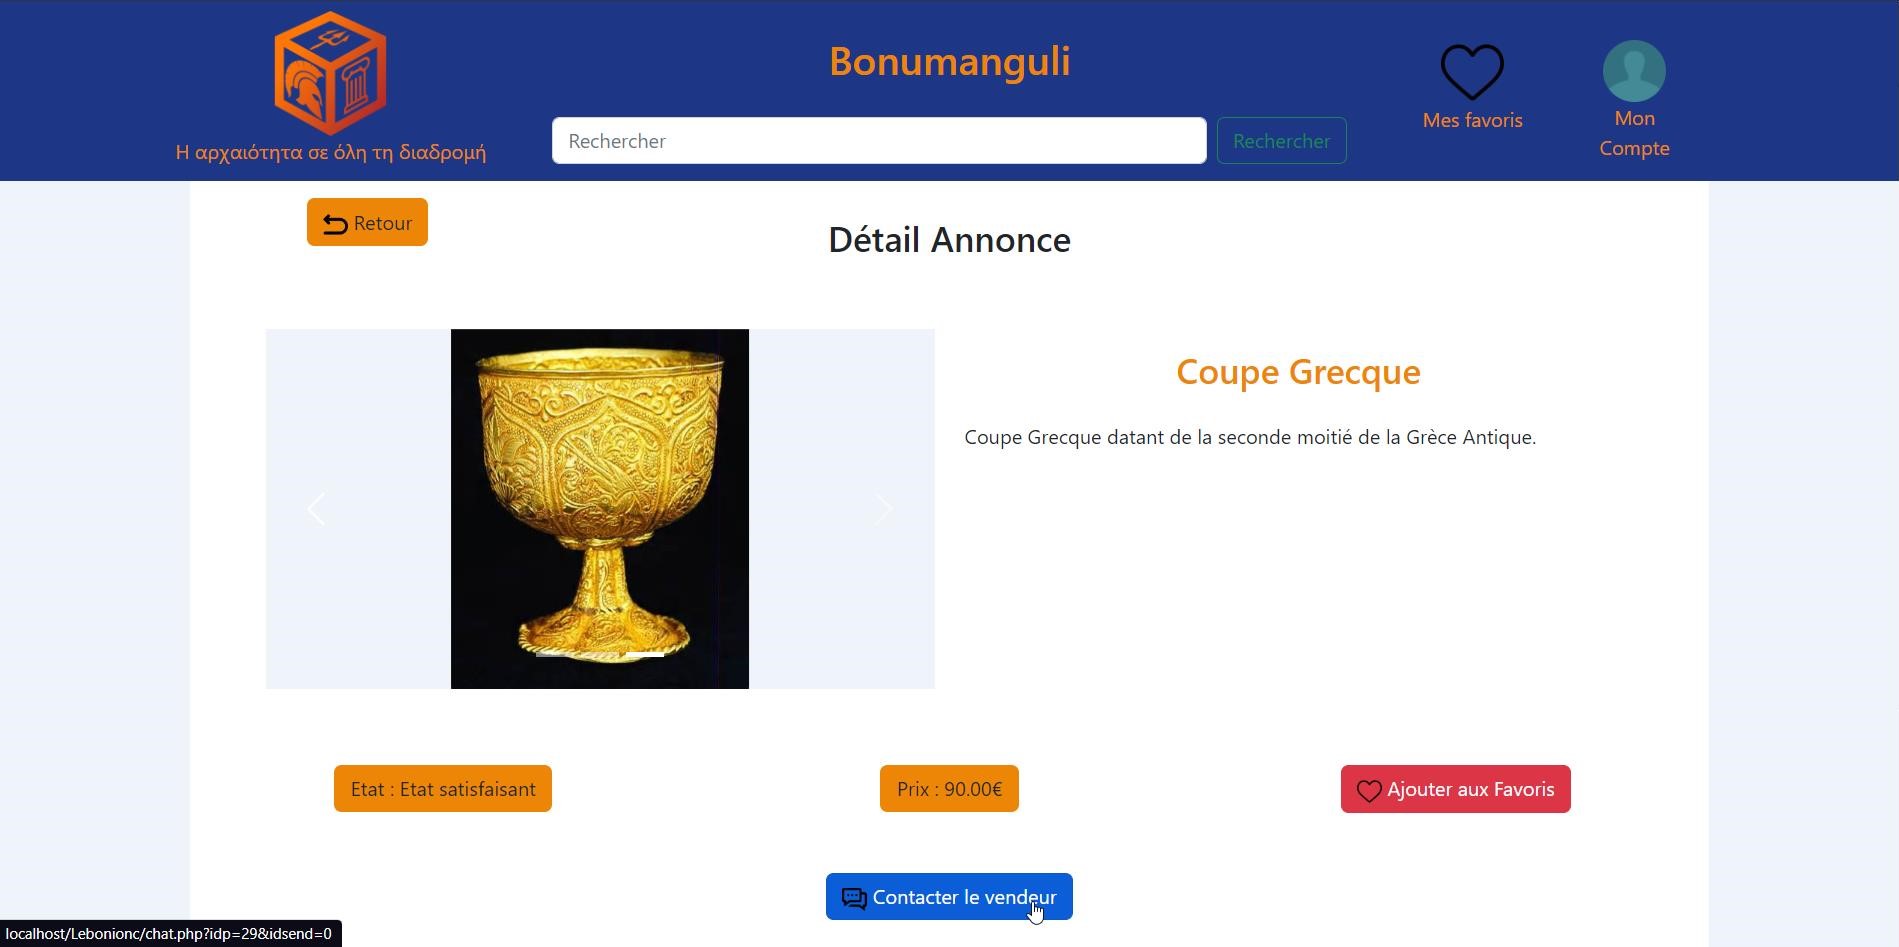 Bonumanguli
Η αρχαιότητα σε όλη τη διαδρομή
Rechercher
Rechercher
Mes favoris
Mon
Compte
Retour
Détail Annonce
Coupe Grecque
Coupe Grecque datant de la seconde moitié de la Grèce Antique.
Etat : Etat satisfaisant
Prix : 90.00€
Ajouter aux Favoris
Contacter le vendeur
localhost/Lebonionc/chat.php?idp=29&idsend=0